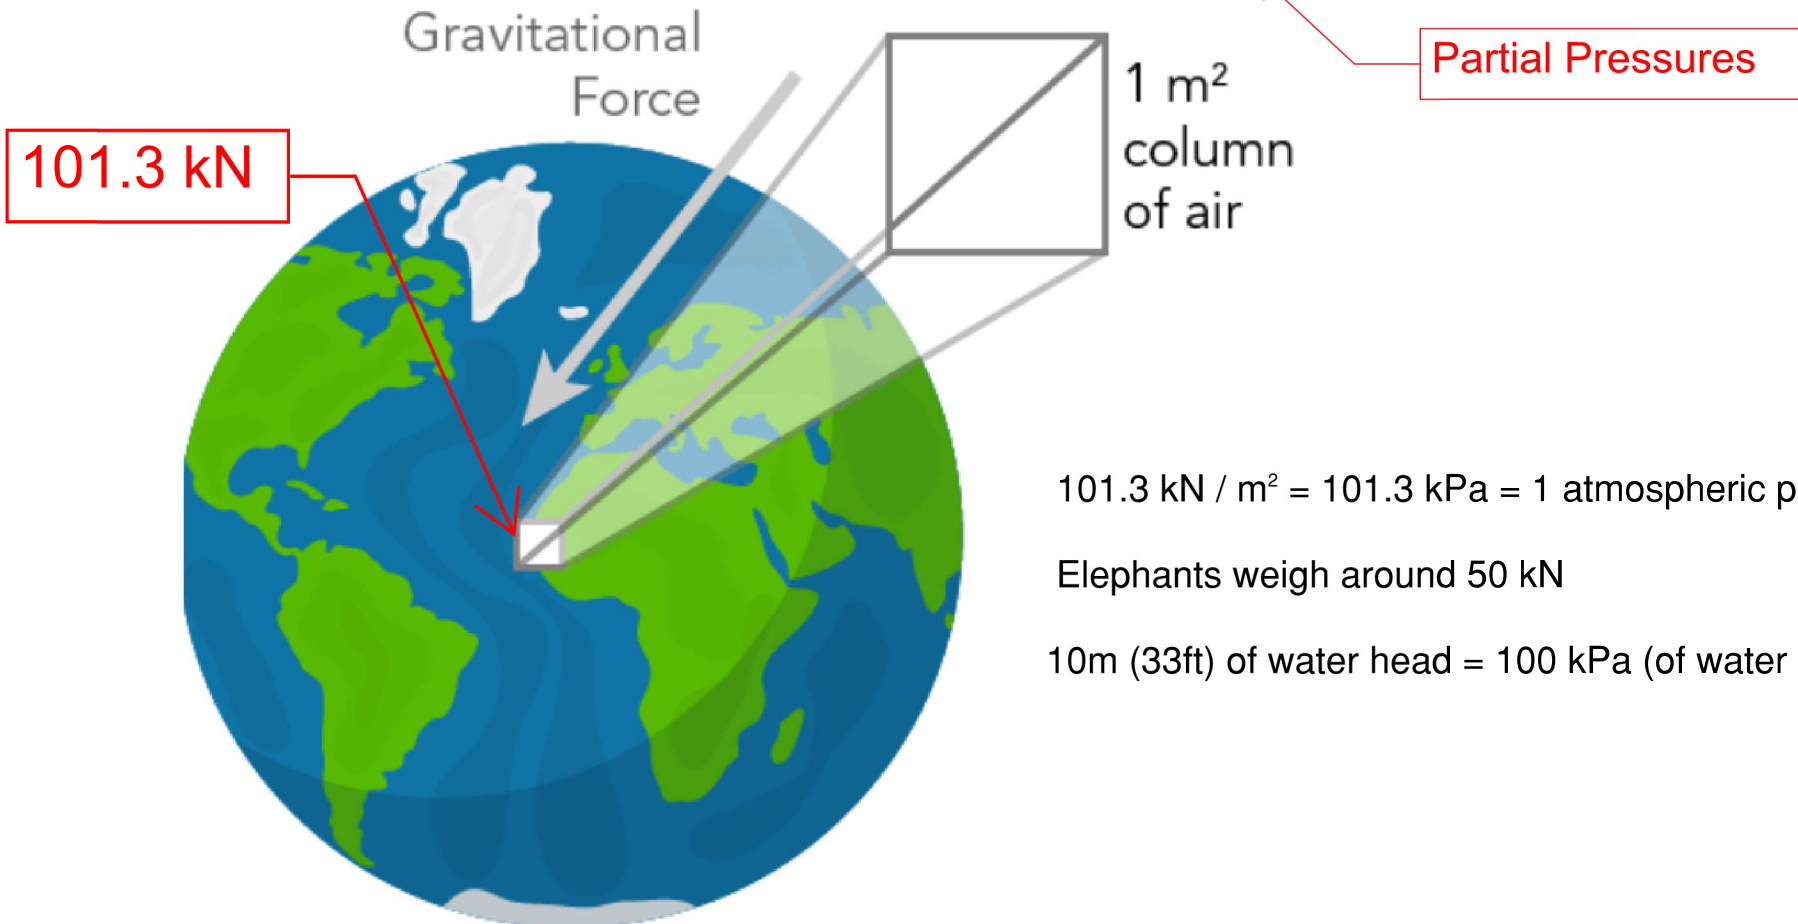 Gravitational
Force
Partial Pressures
1 m²
column
of air
101.3 kN
101.3 kN / m² = 101.3 kPa = 1 atmospheric p
Elephants weigh around 50 kN
10m (33ft) of water head = 100 kPa (of water